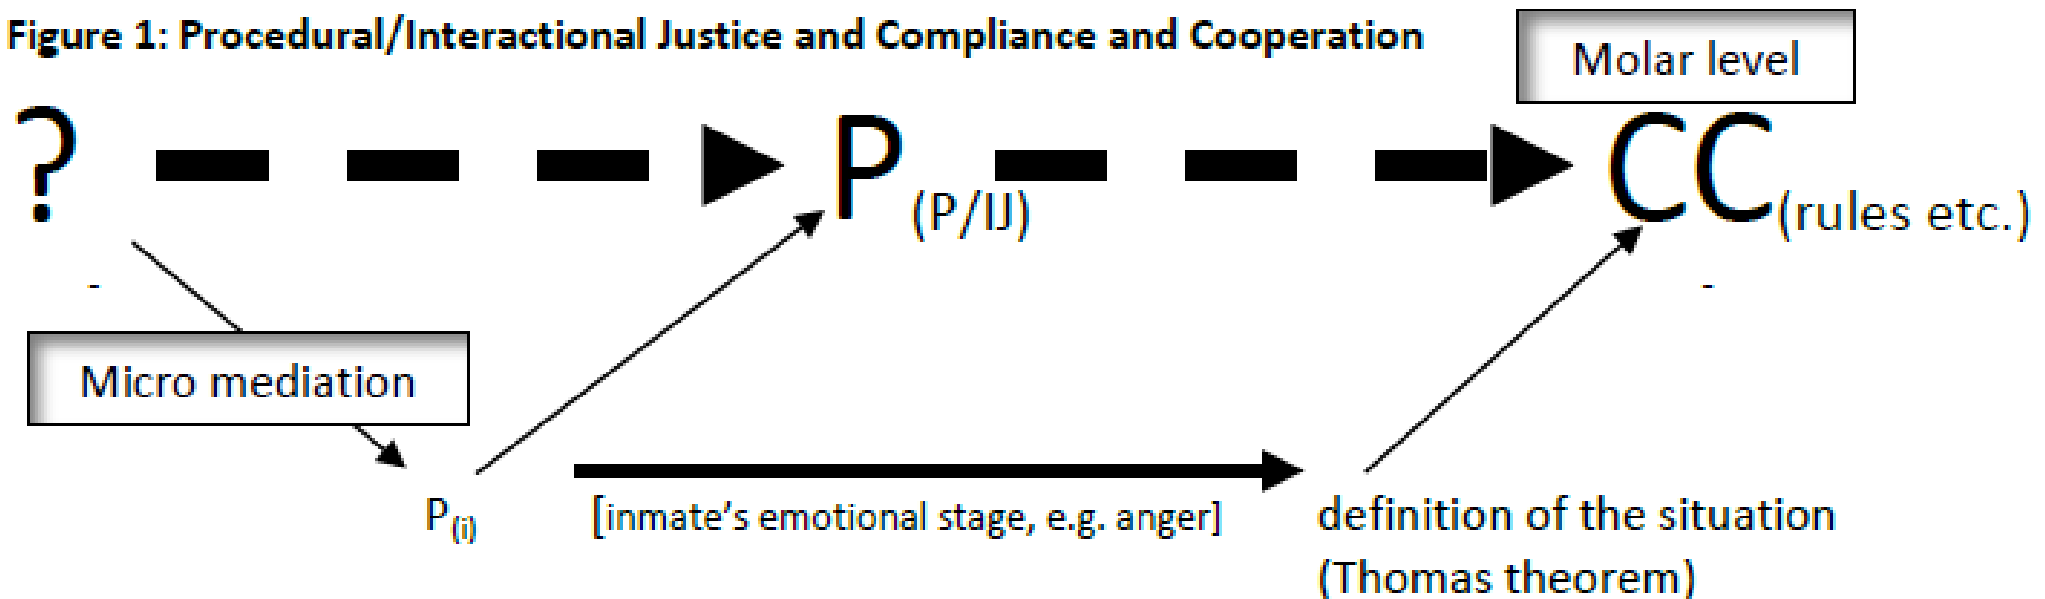 Figure 1: Procedural/Interactional Justice and Compliance and Cooperation
Molar level
?
P(P/IJ)
CC(rules etc.)
-
-
Micro mediation
P(i)
[inmate's emotional stage, e.g. anger]
definition of the situation
(Thomas theorem)